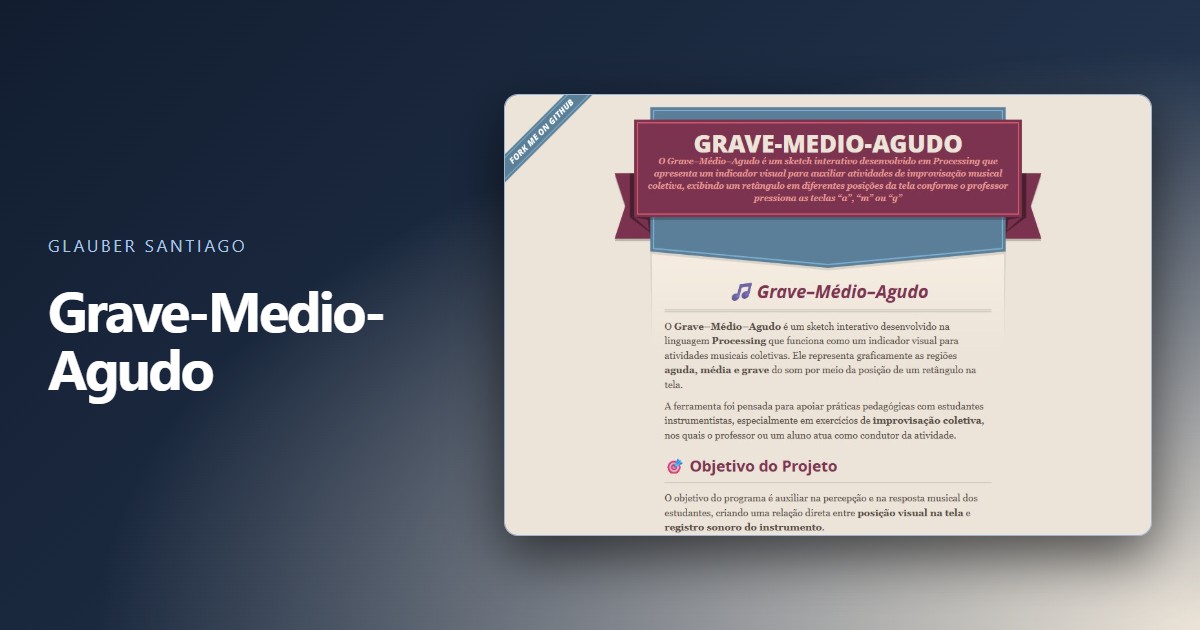 GLAUBER SANTIAGO
Grave-Medio-
Agudo
FORK ME ON GITHUB
GRAVE-MEDIO-AGUDO
O Grave–Médio–Agudo é um sketch interativo desenvolvido em Processing que
apresenta um indicador visual para auxiliar atividades de improvisação musical
coletiva, exibindo um retângulo em diferentes posições da tela conforme o professor
pressiona as teclas “a”, “m” ou “g”
🎵 Grave–Médio–Agudo
O Grave–Médio–Agudo é um sketch interativo desenvolvido na
linguagem Processing que funciona como um indicador visual para
atividades musicais coletivas. Ele representa graficamente as regiões
aguda, média e grave do som por meio da posição de um retângulo na
tela.
A ferramenta foi pensada para apoiar práticas pedagógicas com estudantes
instrumentistas, especialmente em exercícios de improvisação coletiva,
nos quais o professor ou um aluno atua como condutor da atividade.
🎯 Objetivo do Projeto
O objetivo do programa é auxiliar na percepção e na resposta musical dos
estudantes, criando uma relação direta entre posição visual na tela e
registro sonoro do instrumento.